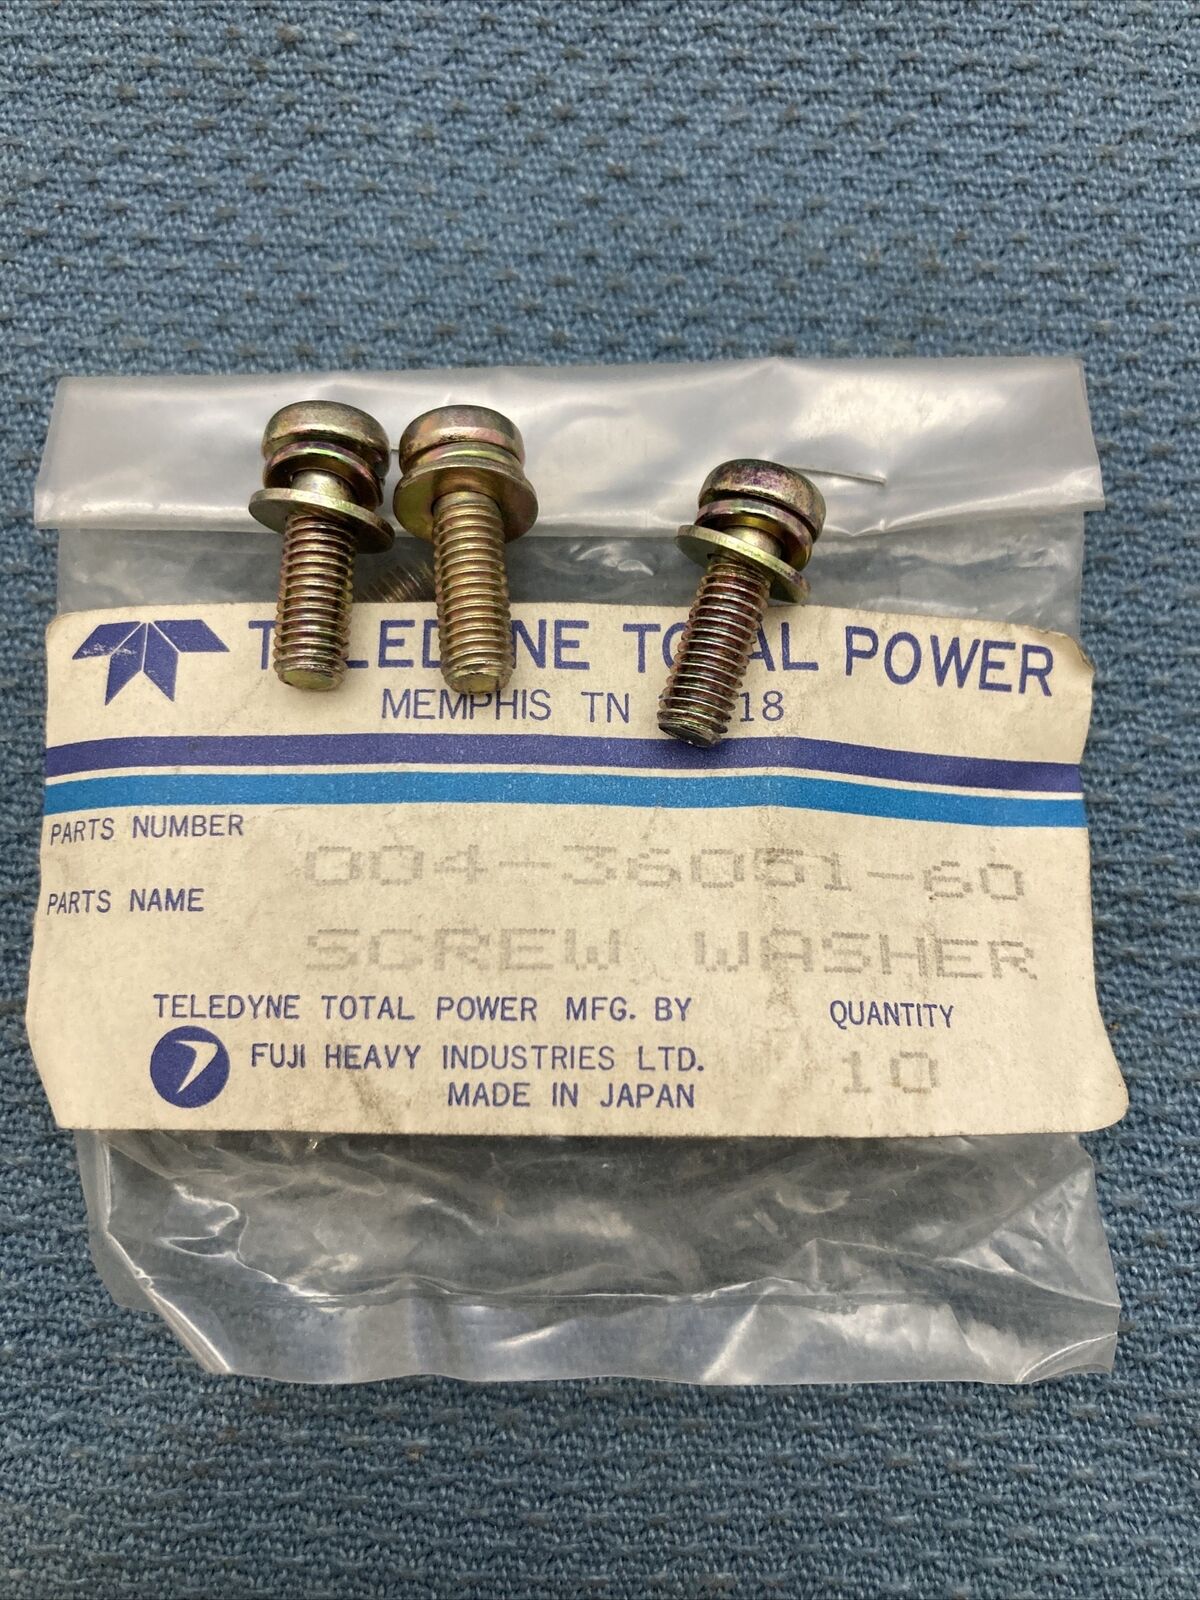 TELEDYNE TOTAL POWER
MEMPHIS TN 18
PARTS NUMBER
004-36051-60
PARTS NAME
SCREW WASHER
TELEDYNE TOTAL POWER MFG. BY
QUANTITY
FUJI HEAVY INDUSTRIES LTD.
10
MADE IN JAPAN